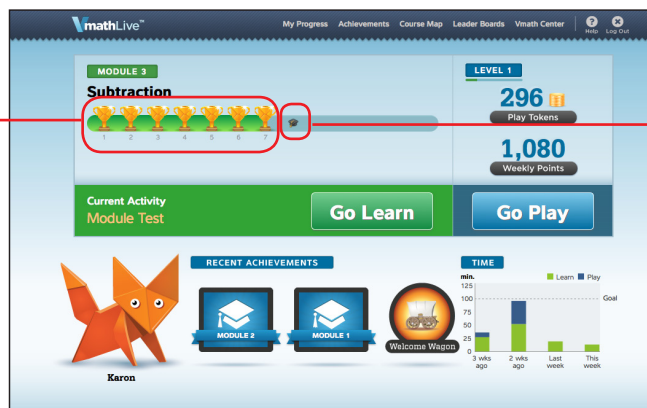 VmathLive™
My Progress Achievements Course Map Leader Boards Vmath Center
? Help
X Log Out
MODULE 3
Subtraction
1 2 3 4 5 6 7
LEVEL 1
296
Play Tokens
1,080
Weekly Points
Current Activity
Module Test
Go Learn
Go Play
RECENT ACHIEVEMENTS
MODULE 2
MODULE 1
Welcome Wagon
Karon
TIME
min.
Learn Play
125
100
75
50
25
0
Goal
3 wks ago
2 wks ago
Last week
This week